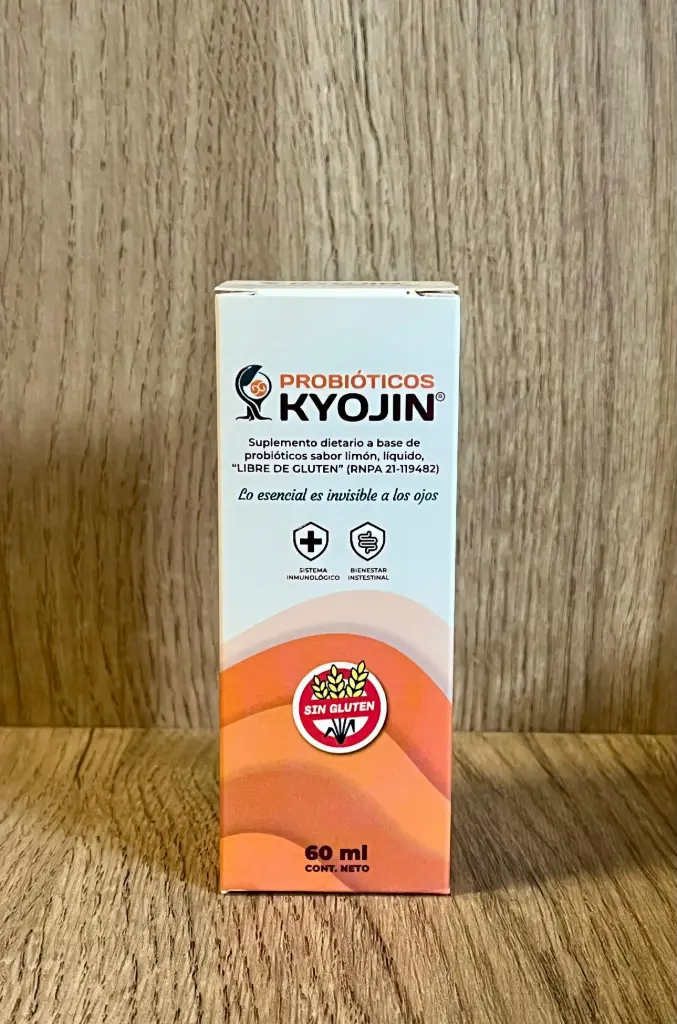 PROBIÓTICOS
KYOJIN®
Suplemento dietario a base de
probióticos sabor limón, líquido,
"LIBRE DE GLUTEN" (RNPA 21-119482)
Lo esencial es invisible a los ojos
SISTEMA
INMUNOLÓGICO
BIENESTAR
INSTESTINAL
SIN GLUTEN
60 ml
CONT. NETO